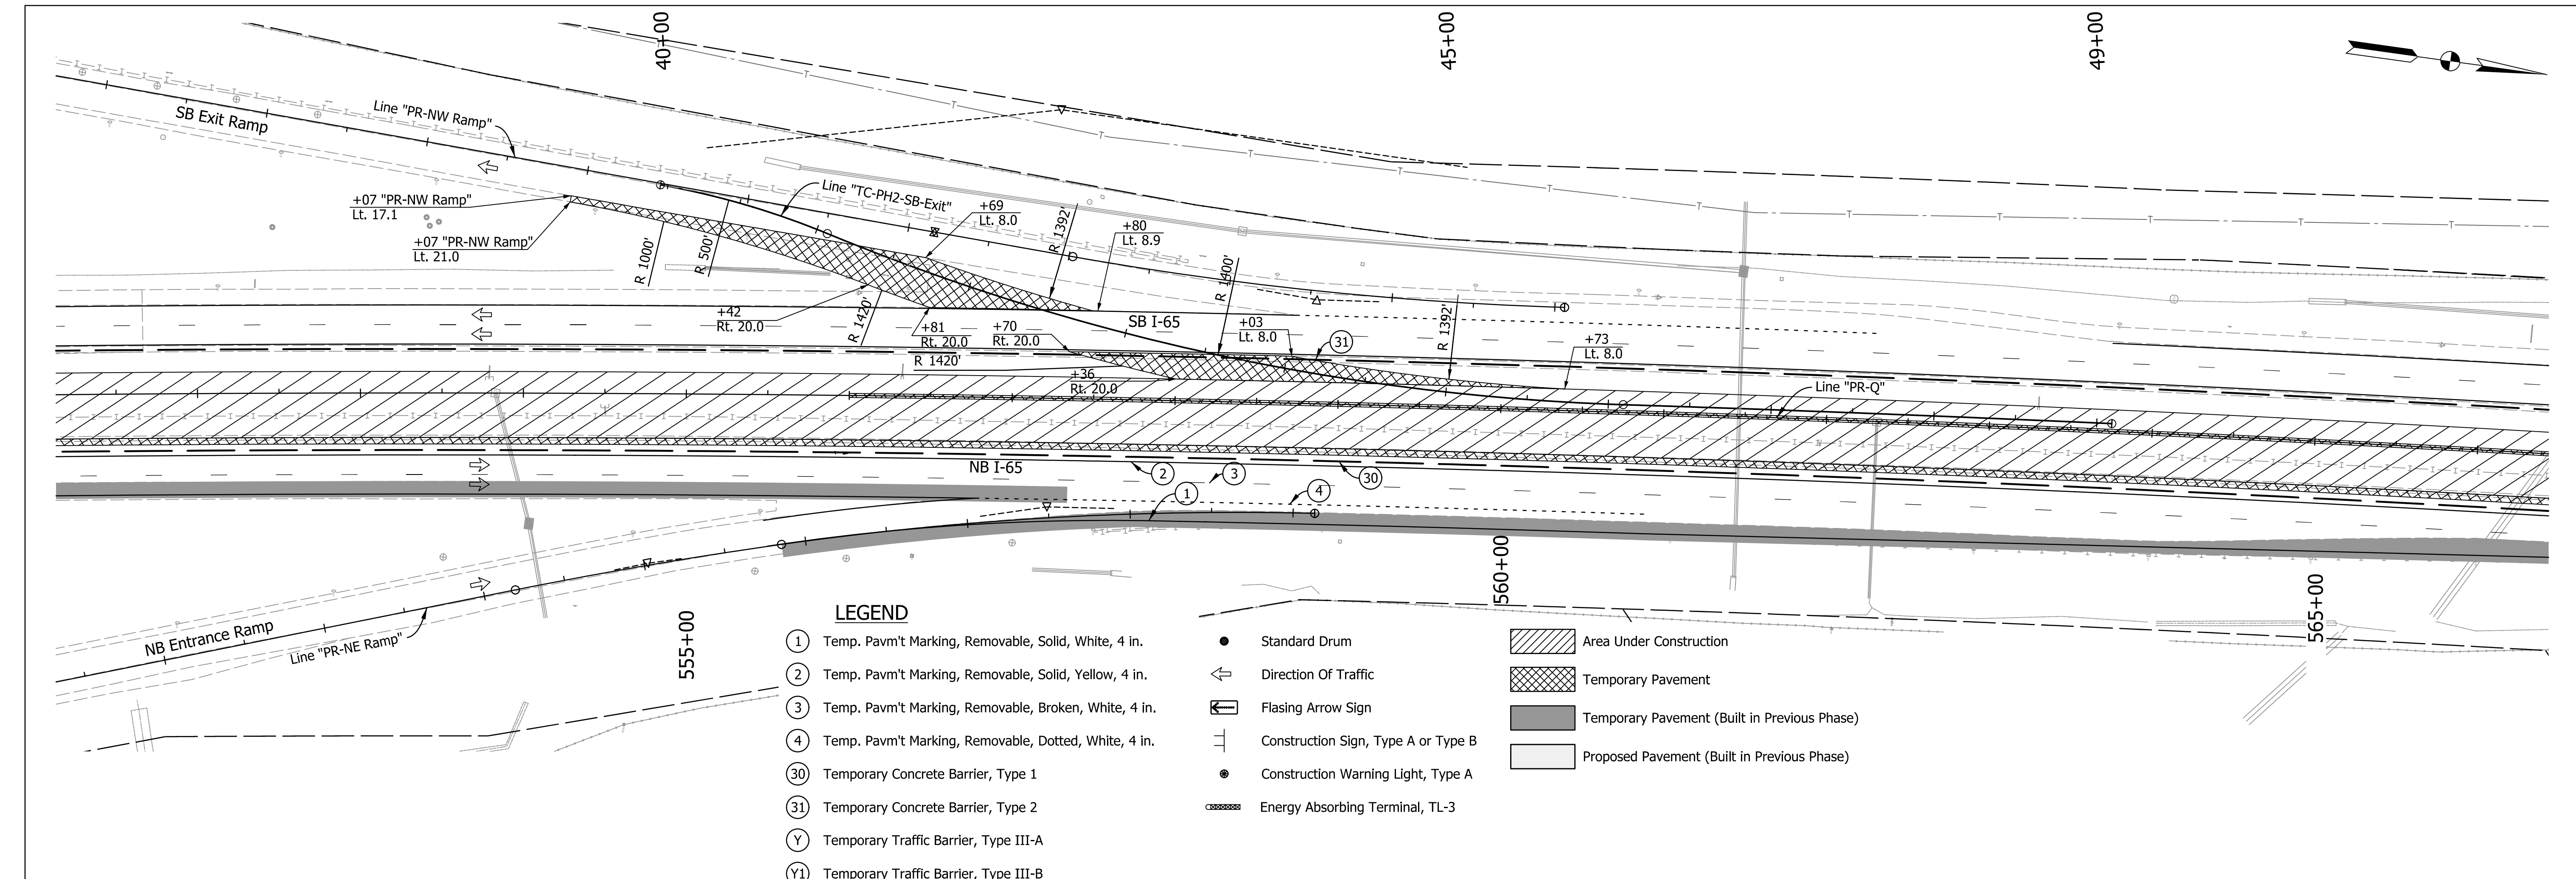 40+00
45+00
49+00
SB Exit Ramp
Line "PR-NW Ramp"
+07 "PR-NW Ramp"
Lt. 17.1
+07 "PR-NW Ramp"
Lt. 21.0
Line "TC-PH2-SB-Exit"
+69
Lt. 8.0
R 1392'
+80
Lt. 8.9
R 1000'
R 500'
R 1400'
+42
Rt. 20.0
R 1420'
+81
Rt. 20.0
+70
Rt. 20.0
SB I-65
+03
Lt. 8.0
31
R 1392'
+73
Lt. 8.0
R 1420'
+36
Rt. 20.0
Line "PR-Q"
NB I-65
2
3
30
1
4
NB Entrance Ramp
Line "PR-NE Ramp"
555+00
560+00
565+00
LEGEND
1 Temp. Pavm't Marking, Removable, Solid, White, 4 in.
2 Temp. Pavm't Marking, Removable, Solid, Yellow, 4 in.
3 Temp. Pavm't Marking, Removable, Broken, White, 4 in.
4 Temp. Pavm't Marking, Removable, Dotted, White, 4 in.
30 Temporary Concrete Barrier, Type 1
31 Temporary Concrete Barrier, Type 2
Y Temporary Traffic Barrier, Type III-A
Y1 Temporary Traffic Barrier, Type III-B
Standard Drum
Direction Of Traffic
Flasing Arrow Sign
Construction Sign, Type A or Type B
Construction Warning Light, Type A
Energy Absorbing Terminal, TL-3
Area Under Construction
Temporary Pavement
Temporary Pavement (Built in Previous Phase)
Proposed Pavement (Built in Previous Phase)